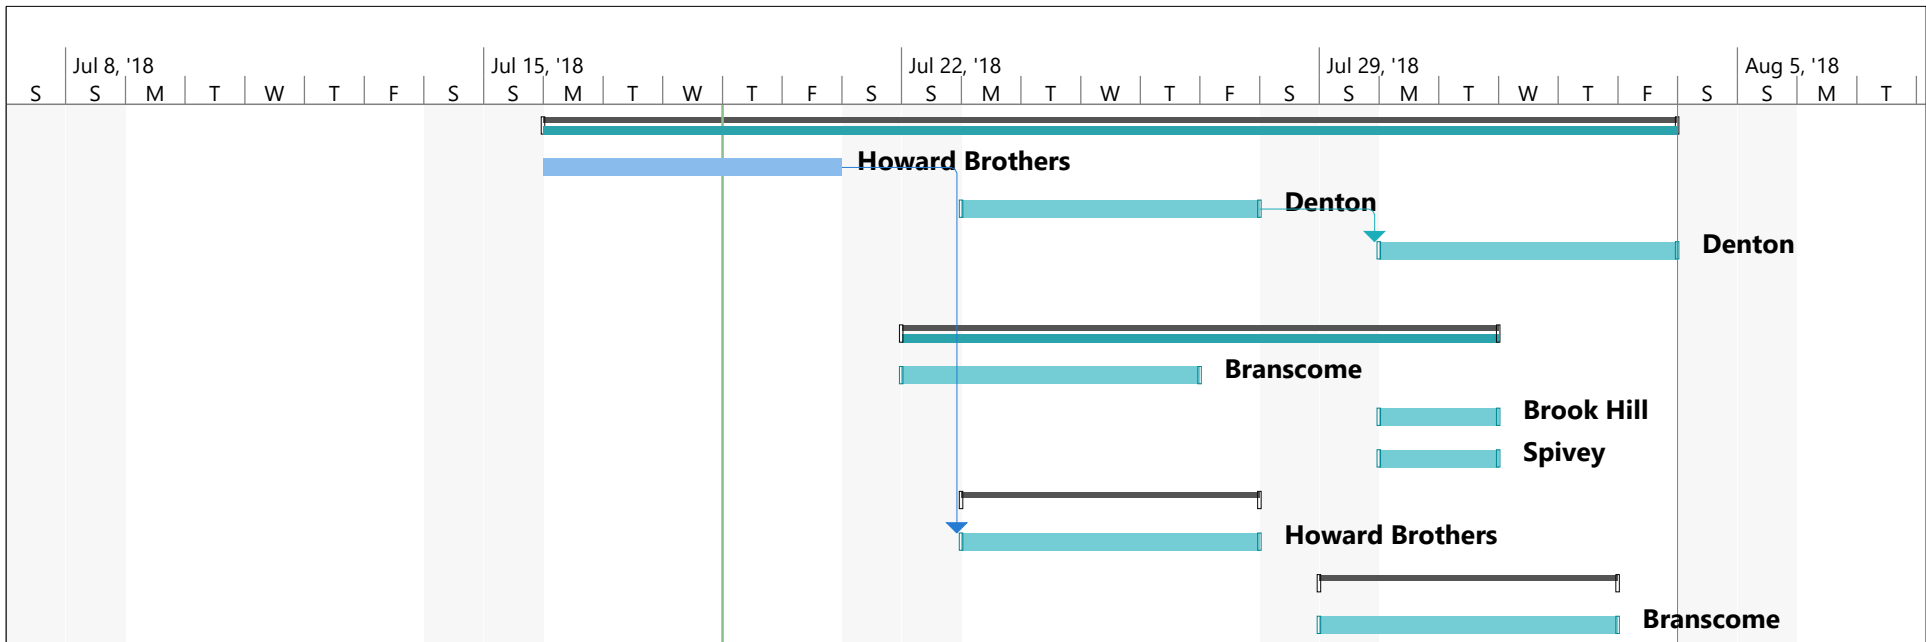 Jul 8, '18 Jul 15, '18 Jul 22, '18 Jul 29, '18 Aug 5, '18
S S M T W T F S S M T W T F S S M T W T F S S M T W T F S S M T
Howard Brothers
Denton
Denton
Branscome
Brook Hill
Spivey
Howard Brothers
Branscome